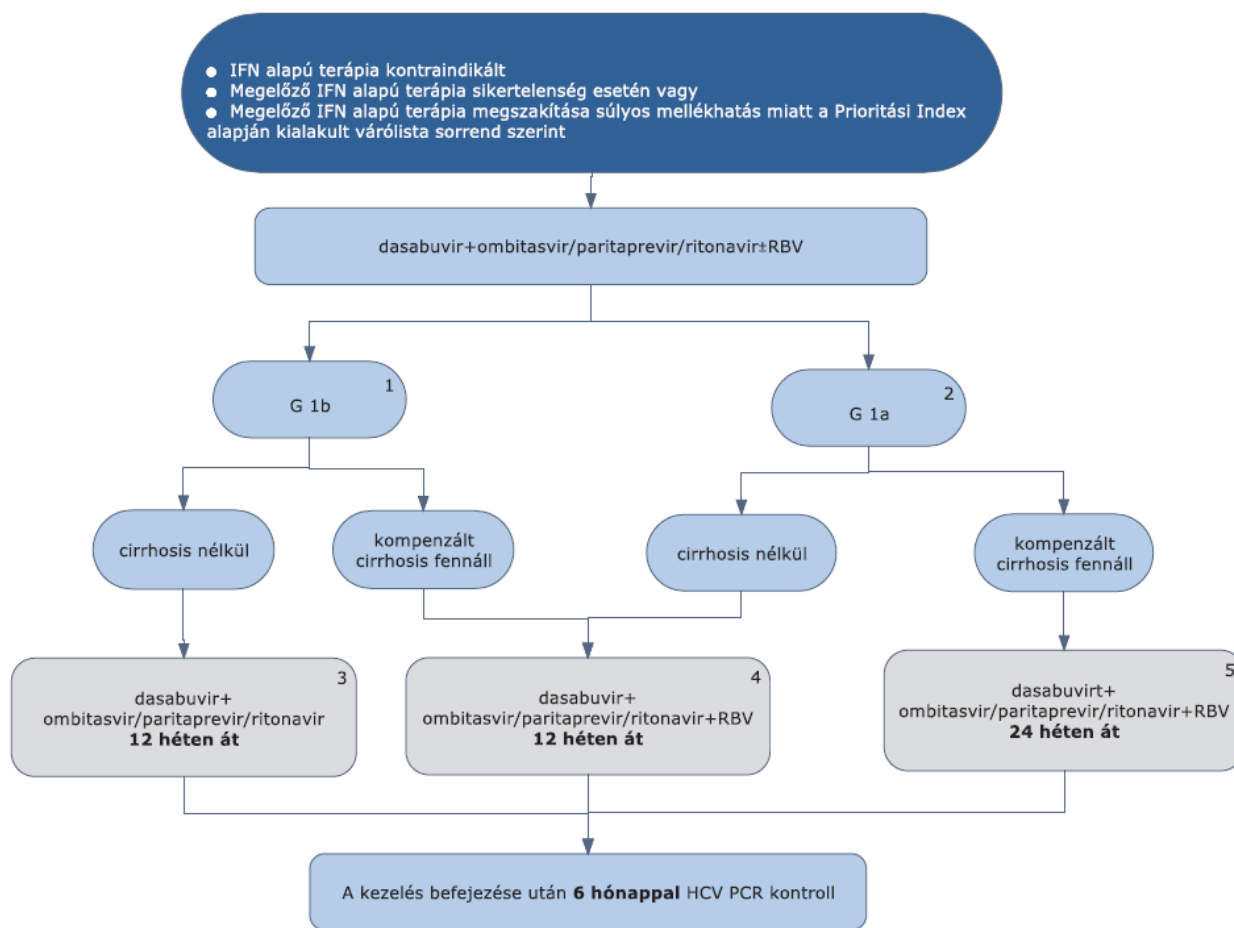 ● IFN alapú terápia kontraindikált
● Megelőző IFN alapú terápia sikertelenség esetén vagy
● Megelőző IFN alapú terápia megszakítása súlyos mellékhatás miatt a Prioritási Index
alapján kialakult várólista sorrend szerint
dasabuvir+ombitasvir/paritaprevir/ritonavir±RBV
1
G 1b
2
G 1a
cirrhosis nélkül
kompenzált
cirrhosis fennáll
cirrhosis nélkül
kompenzált
cirrhosis fennáll
3
dasabuvir+
ombitasvir/paritaprevir/ritonavir
12 héten át
4
dasabuvir+
ombitasvir/paritaprevir/ritonavir+RBV
12 héten át
5
dasabuvirt+
ombitasvir/paritaprevir/ritonavir+RBV
24 héten át
A kezelés befejezése után 6 hónappal HCV PCR kontroll